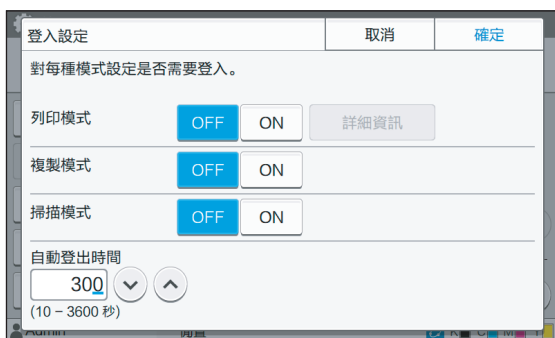 登入設定 取消 確定
對每種模式設定是否需要登入。
列印模式 OFF ON 詳細資訊
複製模式 OFF ON
掃描模式 OFF ON
自動登出時間
300
(10 – 3600 秒)
Admin 閒置 K C M Y